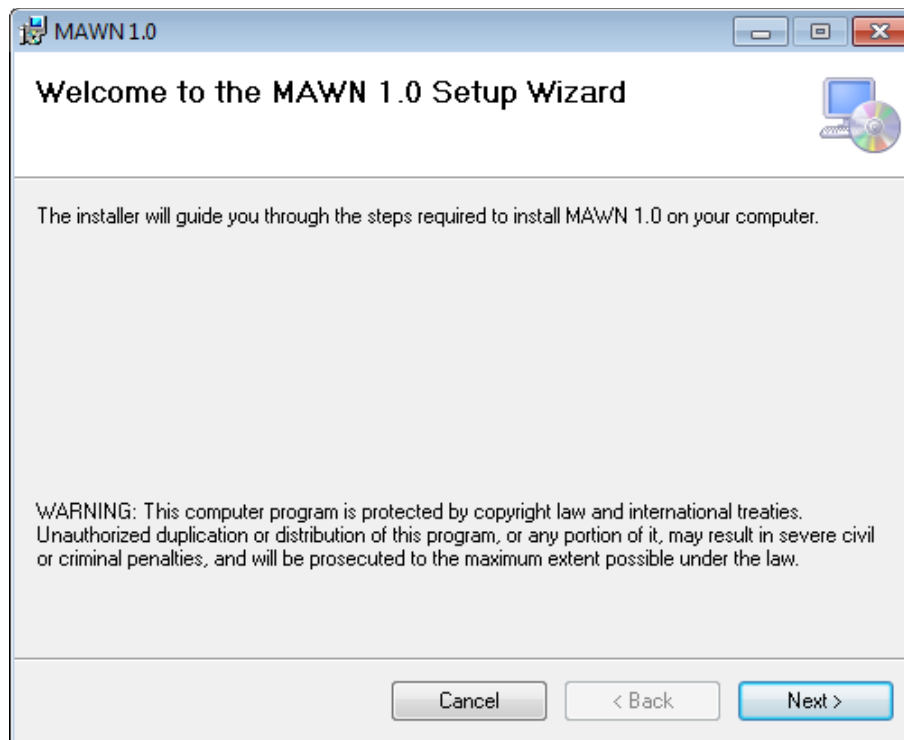 MAWN 1.0
Welcome to the MAWN 1.0 Setup Wizard
The installer will guide you through the steps required to install MAWN 1.0 on your computer.
WARNING: This computer program is protected by copyright law and international treaties.
Unauthorized duplication or distribution of this program, or any portion of it, may result in severe civil
or criminal penalties, and will be prosecuted to the maximum extent possible under the law.
Cancel
< Back
Next >